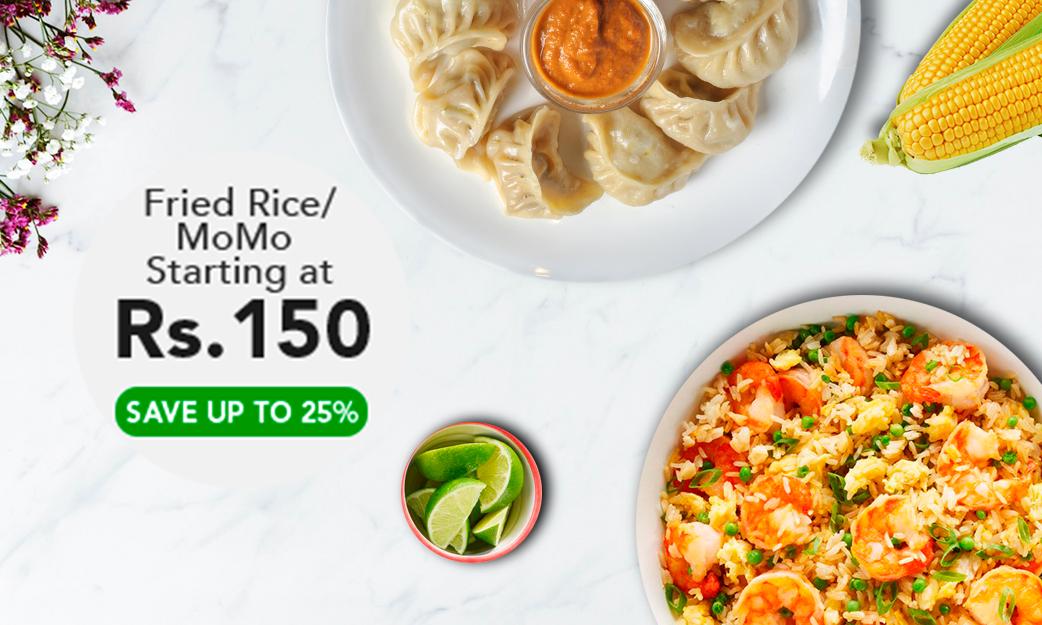 Fried Rice/
MoMo
Starting at
Rs.150
SAVE UP TO 25%